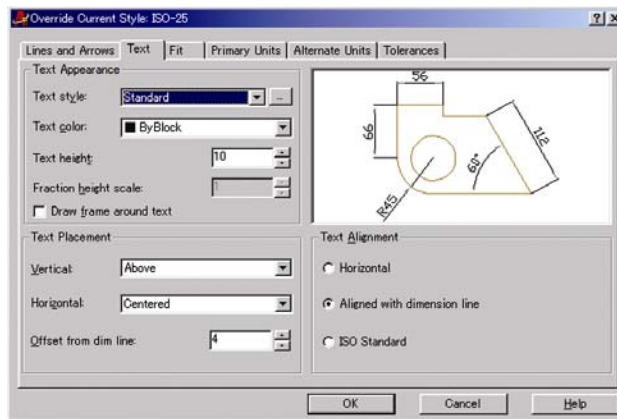 Override Current Style: ISO-25
Lines and Arrows Text Fit Primary Units Alternate Units Tolerances
Text Appearance
Text style: Standard ...
Text color: ByBlock
Text height: 10
Fraction height scale: 1
Draw frame around text
56
66
112
60°
R45
Text Placement
Vertical: Above
Horizontal: Centered
Offset from dim line: 4
Text Alignment
Horizontal
Aligned with dimension line
ISO Standard
OK Cancel Help